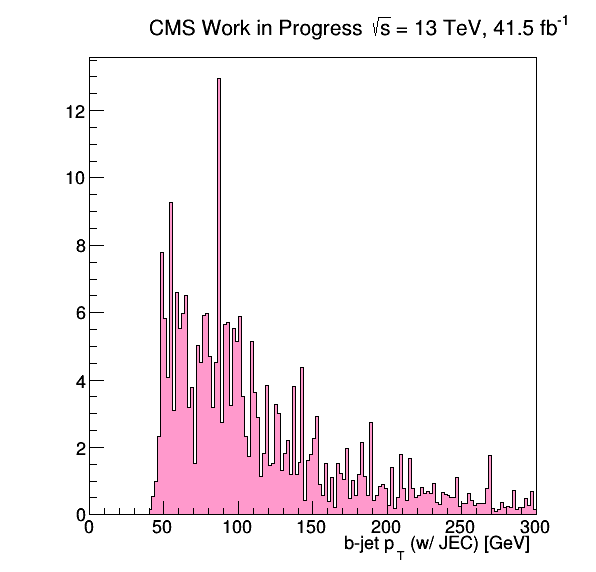 CMS Work in Progress √s = 13 TeV, 41.5 fb⁻¹
12
10
8
6
4
2
0
0 50 100 150 200 250 300
b-jet p_T (w/ JEC) [GeV]